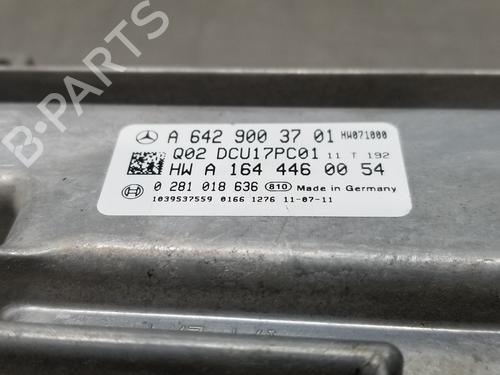 A 642 900 37 01 HW071000
Q02 DCU17PC01 11 T 192
HW A 164 446 00 54
0 281 018 636 810 Made in Germany
1039S37559 0166 1276 11-07-11
B-PARTS